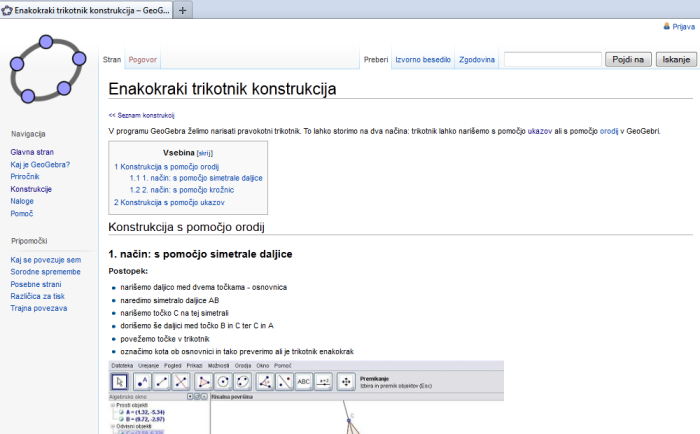 Enakokraki trikotnik konstrukcija – GeoG...
Prijava
Stran Pogovor Preberi Izvorno besedilo Zgodovina Pojdi na Iskanje
Enakokraki trikotnik konstrukcija
<< Seznam konstrukcij
V programu GeoGebra želimo narisati pravokotni trikotnik. To lahko storimo na dva načina: trikotnik lahko narišemo s pomočjo ukazov ali s pomočjo orodij v GeoGebri.
Vsebina [skrij]
1 Konstrukcija s pomočjo orodij
1.1 1. način: s pomočjo simetrale daljice
1.2 2. način: s pomočjo krožnic
2 Konstrukcija s pomočjo ukazov
Navigacija
Glavna stran
Kaj je GeoGebra?
Priročnik
Konstrukcije
Naloge
Pomoč
Pripomočki
Kaj se povezuje sem
Sorodne spremembe
Posebne strani
Različica za tisk
Trajna povezava
Konstrukcija s pomočjo orodij
1. način: s pomočjo simetrale daljice
Postopek:
narišemo daljico med dvema točkama - osnovnica
naredimo simetralo daljice AB
narišemo točko C na tej simetrali
dorišemo še daljici med točko B in C ter C in A
povežemo točke v trikotnik
označimo kota ob osnovnici in tako preverimo ali je trikotnik enakokrak
Datoteka Urejanje Pogled Prikazi Možnosti Orodja Okno Pomoč
A ABC a=2 Premikanje
Izbira in premik objektov (Esc)
Algebrsko okno Risalna površina
Prosti objekti
A = (1.32, -5.34)
B = (9.72, -2.97)
Odvisni objekti
C